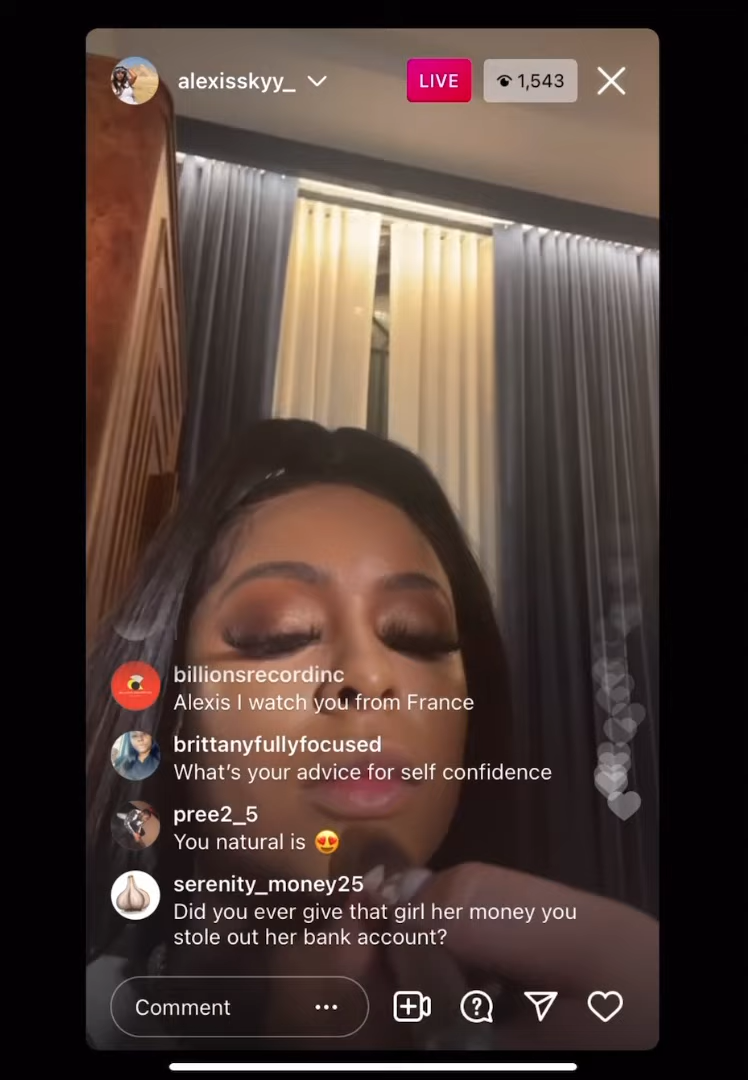 alexisskyy_
LIVE
1,543
billionsrecordinc
Alexis I watch you from France
brittanyfullyfocused
What’s your advice for self confidence
pree2_5
You natural is 😍
serenity_money25
Did you ever give that girl her money you
stole out her bank account?
Comment